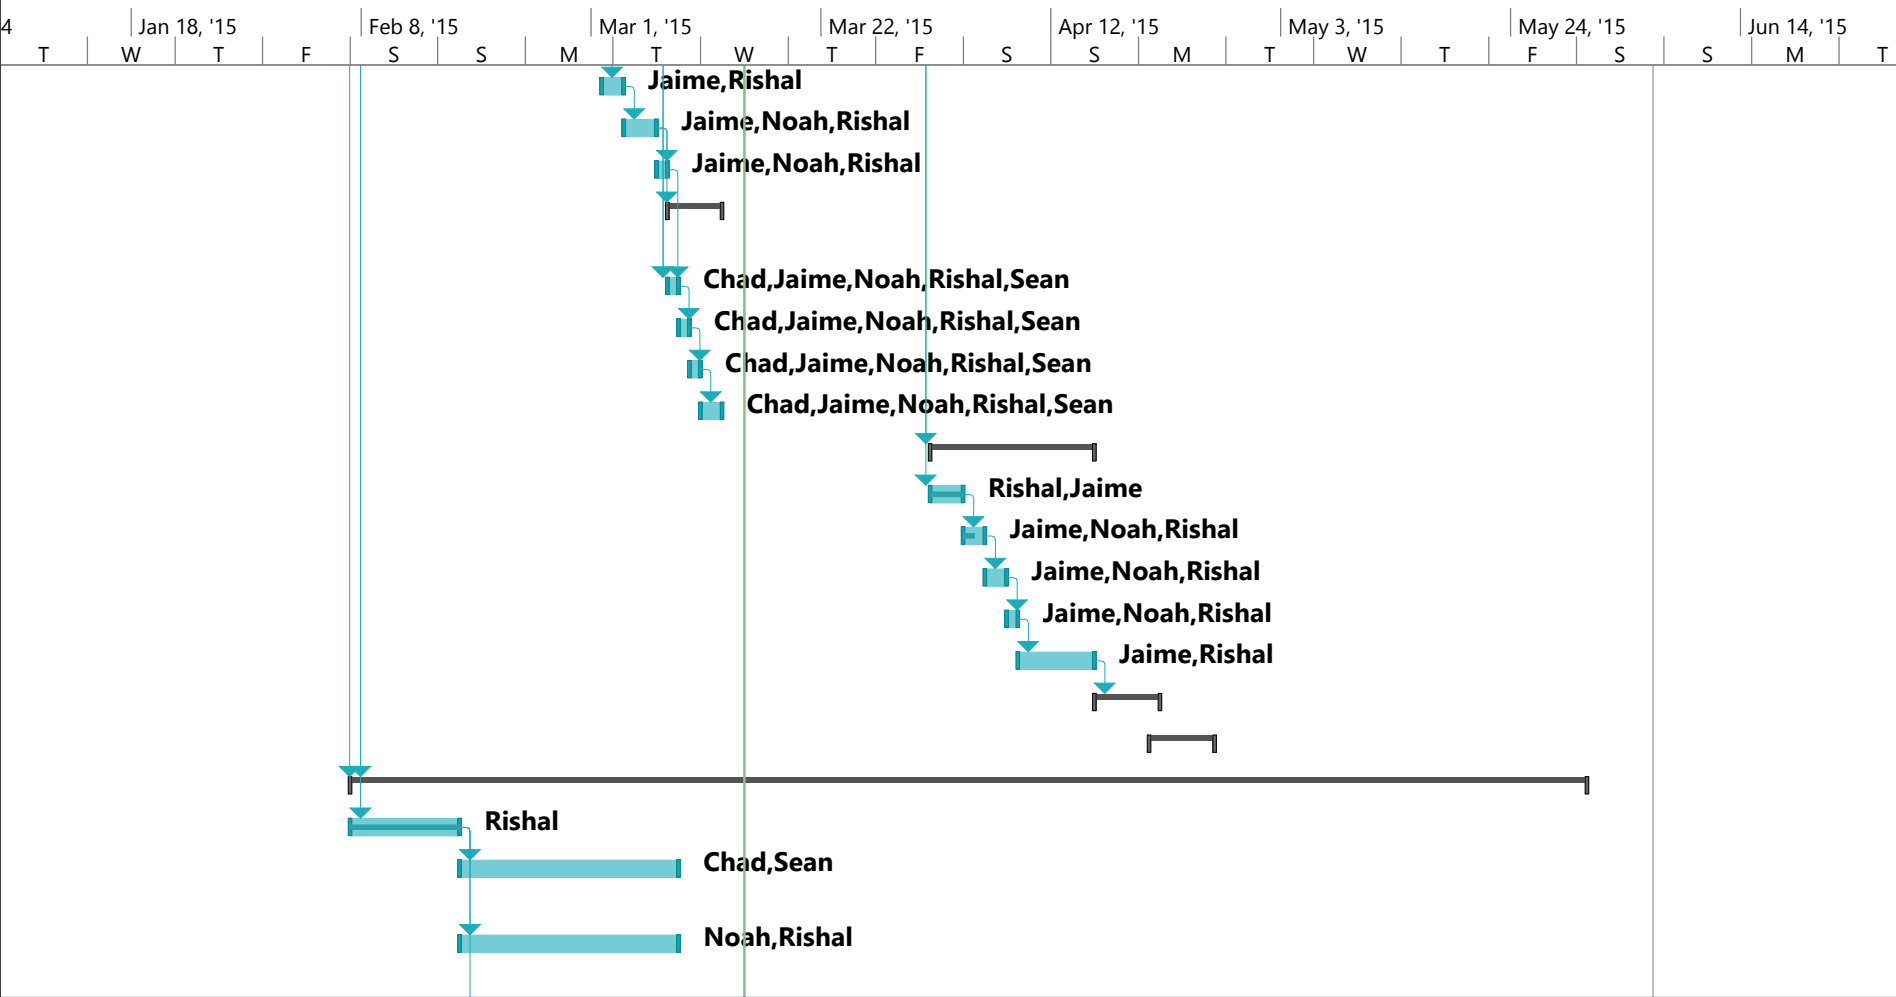 4 Jan 18, '15 Feb 8, '15 Mar 1, '15 Mar 22, '15 Apr 12, '15 May 3, '15 May 24, '15 Jun 14, '15
T W T F S S M T W T F S S M T W T F S S M T
Jaime,Rishal
Jaime,Noah,Rishal
Jaime,Noah,Rishal
Chad,Jaime,Noah,Rishal,Sean
Chad,Jaime,Noah,Rishal,Sean
Chad,Jaime,Noah,Rishal,Sean
Chad,Jaime,Noah,Rishal,Sean
Rishal,Jaime
Jaime,Noah,Rishal
Jaime,Noah,Rishal
Jaime,Noah,Rishal
Jaime,Rishal
Rishal
Chad,Sean
Noah,Rishal